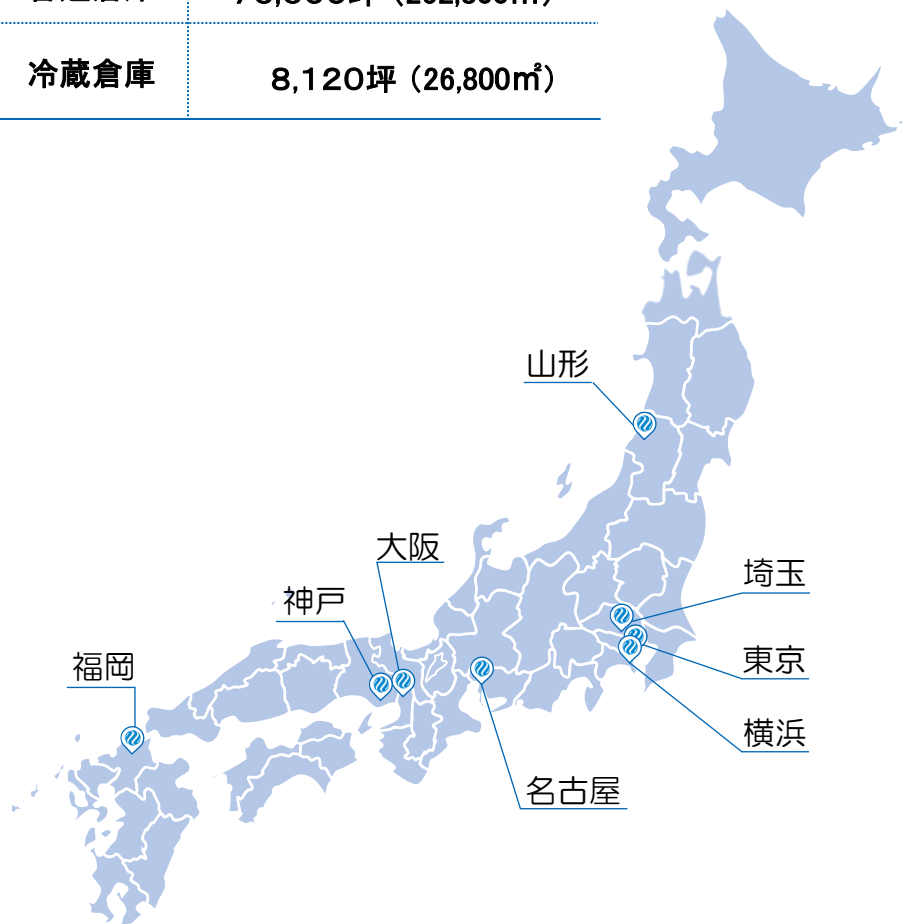 冷蔵倉庫 8,120坪（26,800㎡）
山形
大阪
埼玉
神戸
東京
福岡
横浜
名古屋